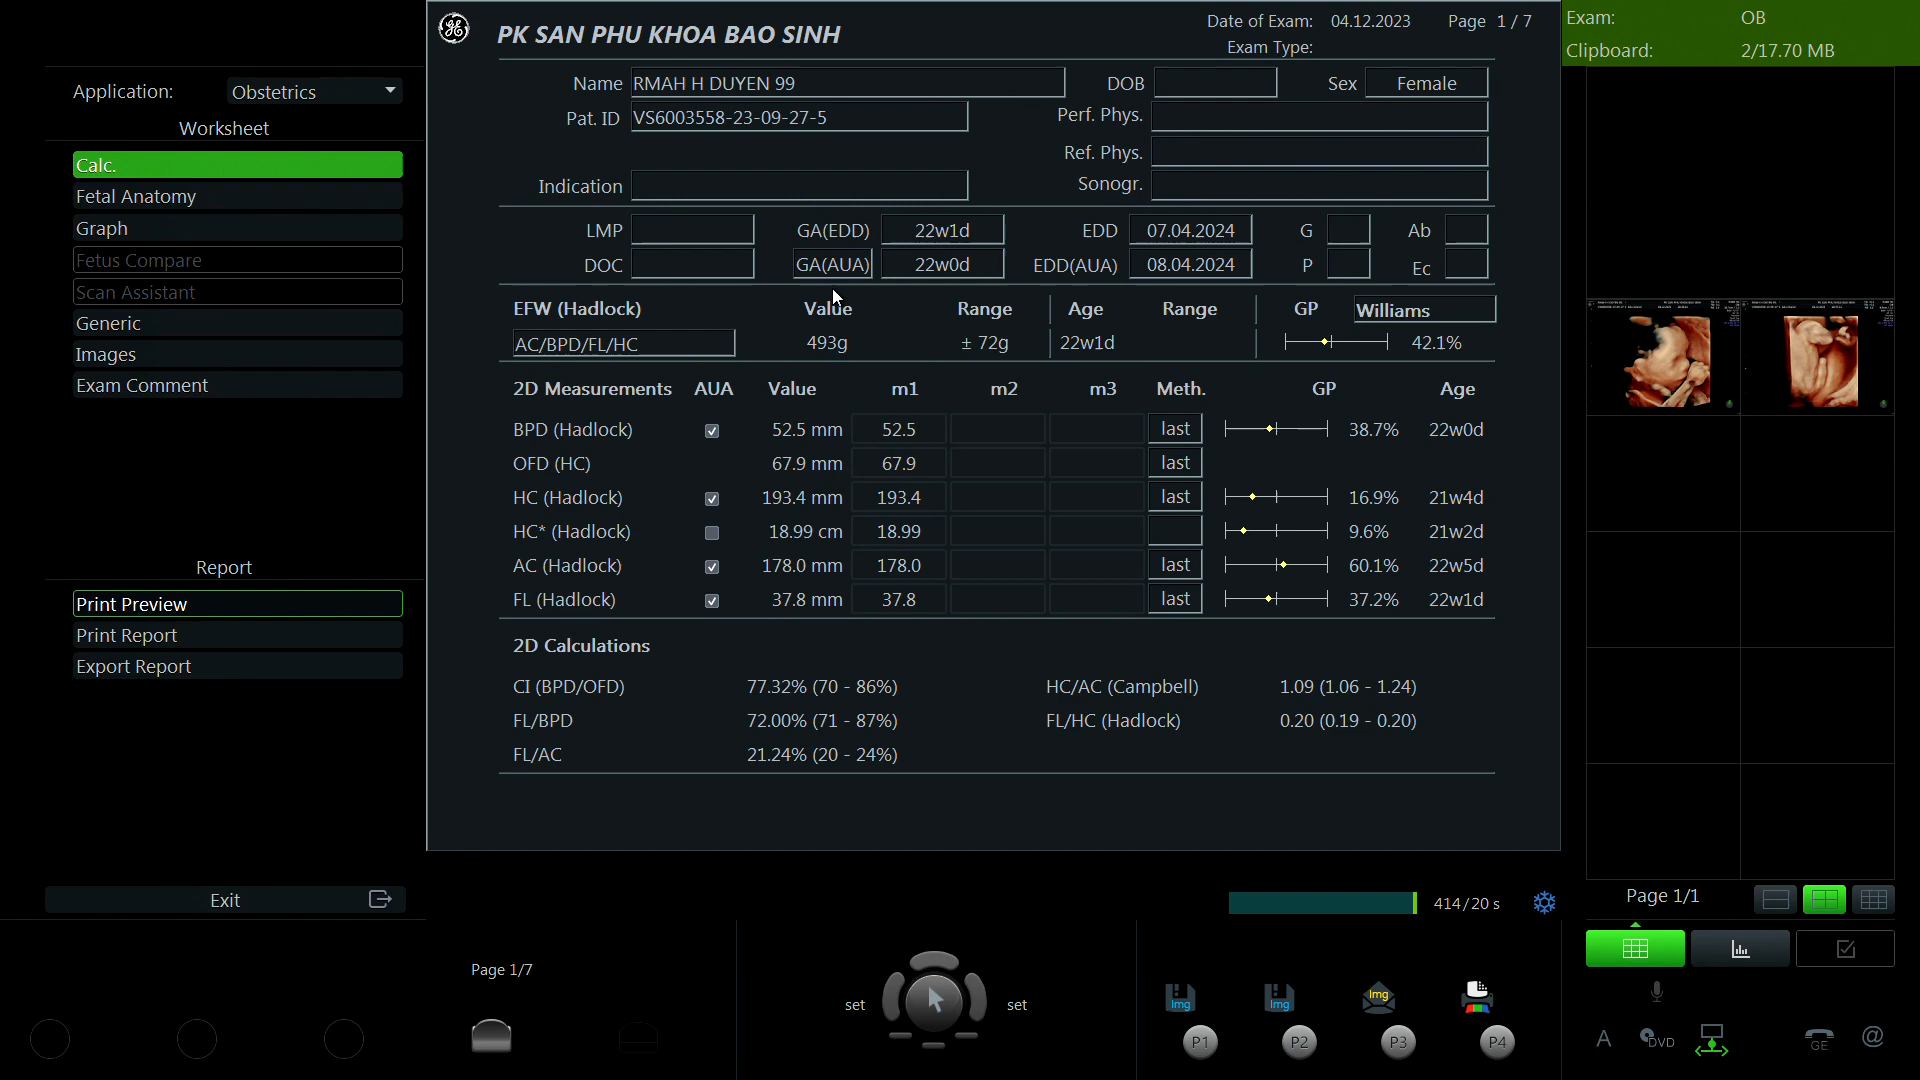 PK SAN PHU KHOA BAO SINH
Date of Exam: 04.12.2023 Page 1 / 7
Exam Type:
Exam: OB
Clipboard: 2/17.70 MB
Application: Obstetrics
Worksheet
Calc.
Fetal Anatomy
Graph
Fetus Compare
Scan Assistant
Generic
Images
Exam Comment
Report
Print Preview
Print Report
Export Report
Exit
Name RMAH H DUYEN 99 DOB Sex Female
Pat. ID VS6003558-23-09-27-5 Perf. Phys.
Ref. Phys.
Indication Sonogr.
LMP GA(EDD) 22w1d EDD 07.04.2024 G Ab
DOC GA(AUA) 22w0d EDD(AUA) 08.04.2024 P Ec
EFW (Hadlock) Value Range Age Range GP Williams
AC/BPD/FL/HC 493g ± 72g 22w1d 42.1%
2D Measurements AUA Value m1 m2 m3 Meth. GP Age
BPD (Hadlock) 52.5 mm 52.5 last 38.7% 22w0d
OFD (HC) 67.9 mm 67.9 last
HC (Hadlock) 193.4 mm 193.4 last 16.9% 21w4d
HC* (Hadlock) 18.99 cm 18.99 9.6% 21w2d
AC (Hadlock) 178.0 mm 178.0 last 60.1% 22w5d
FL (Hadlock) 37.8 mm 37.8 last 37.2% 22w1d
2D Calculations
CI (BPD/OFD) 77.32% (70 - 86%) HC/AC (Campbell) 1.09 (1.06 - 1.24)
FL/BPD 72.00% (71 - 87%) FL/HC (Hadlock) 0.20 (0.19 - 0.20)
FL/AC 21.24% (20 - 24%)
414/20 s
Page 1/1
Page 1/7
set set
Img Img Img
P1 P2 P3 P4
A DVD GE @